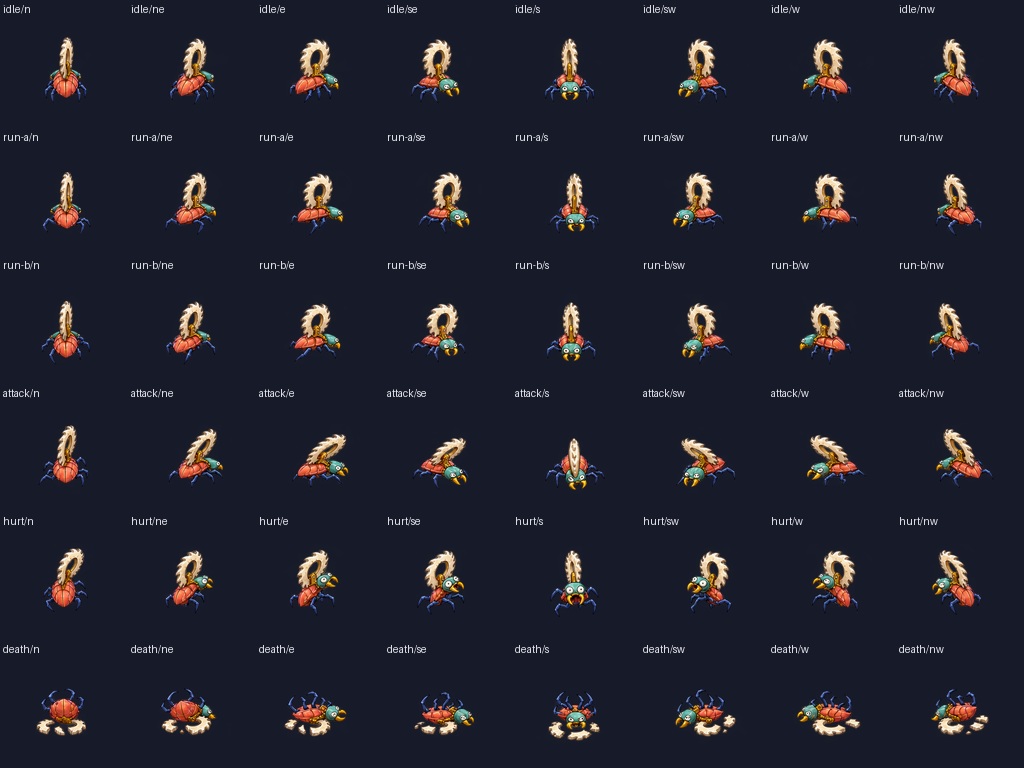 idle/n idle/ne idle/e idle/se idle/s idle/sw idle/w idle/nw
run-a/n run-a/ne run-a/e run-a/se run-a/s run-a/sw run-a/w run-a/nw
run-b/n run-b/ne run-b/e run-b/se run-b/s run-b/sw run-b/w run-b/nw
attack/n attack/ne attack/e attack/se attack/s attack/sw attack/w attack/nw
hurt/n hurt/ne hurt/e hurt/se hurt/s hurt/sw hurt/w hurt/nw
death/n death/ne death/e death/se death/s death/sw death/w death/nw